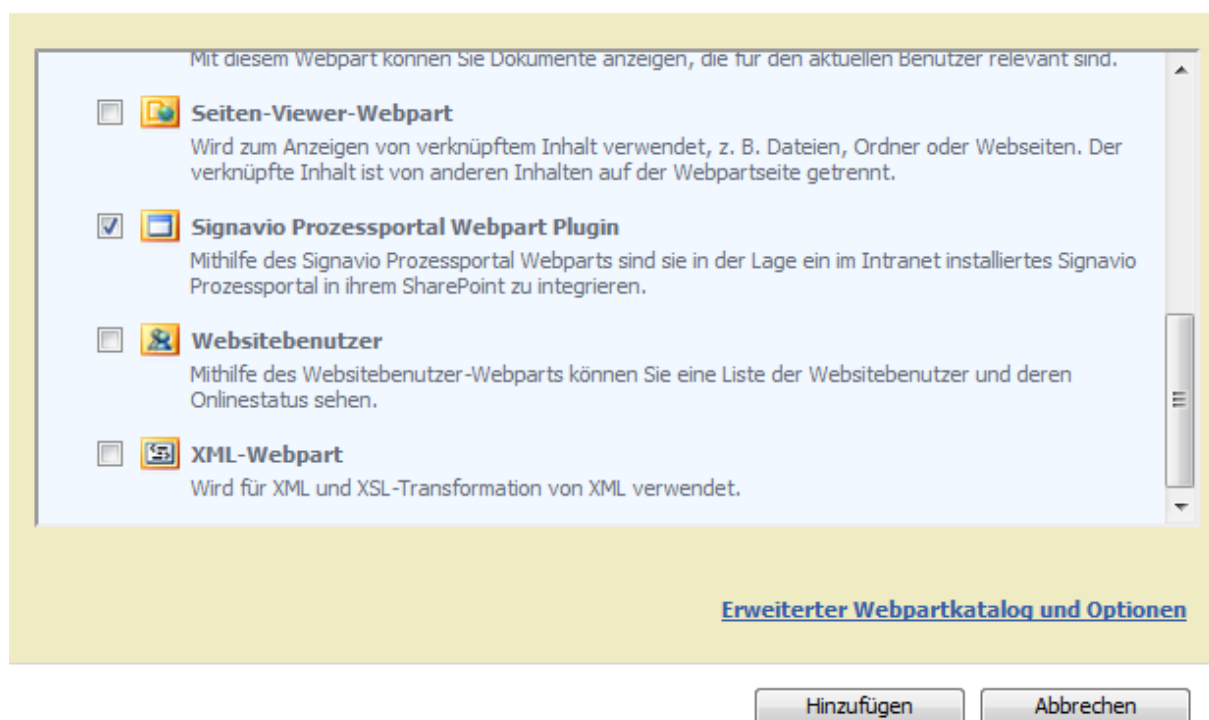 Mit diesem Webpart können Sie Dokumente anzeigen, die für den aktuellen Benutzer relevant sind.
Seiten-Viewer-Webpart
Wird zum Anzeigen von verknüpftem Inhalt verwendet, z. B. Dateien, Ordner oder Webseiten. Der
verknüpfte Inhalt ist von anderen Inhalten auf der Webpartseite getrennt.
Signavio Prozessportal Webpart Plugin
Mithilfe des Signavio Prozessportal Webparts sind sie in der Lage ein im Intranet installiertes Signavio
Prozessportal in ihrem SharePoint zu integrieren.
Websitebenutzer
Mithilfe des Websitebenutzer-Webparts können Sie eine Liste der Websitebenutzer und deren
Onlinestatus sehen.
XML-Webpart
Wird für XML und XSL-Transformation von XML verwendet.
Erweiterter Webpartkatalog und Optionen
Hinzufügen Abbrechen